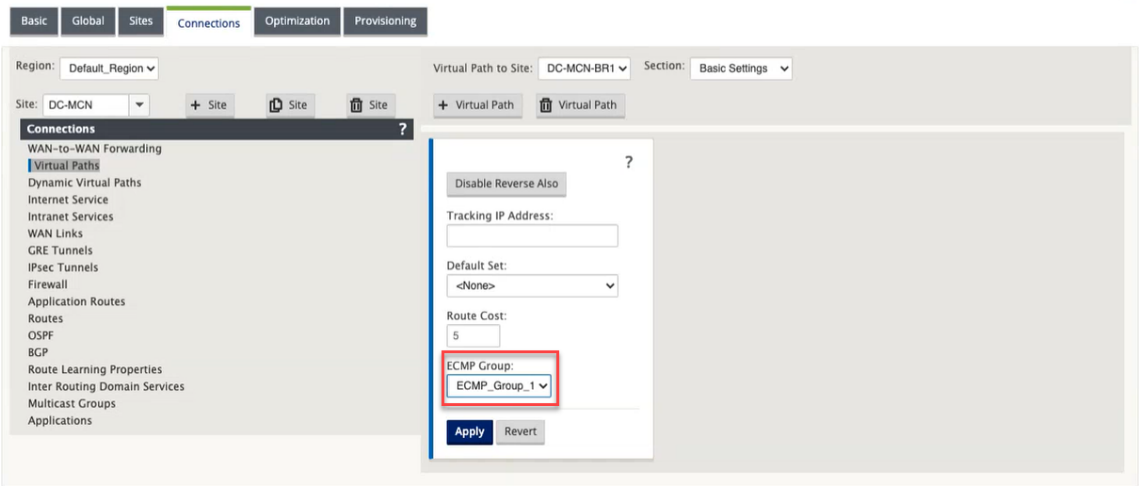 Basic Global Sites Connections Optimization Provisioning
Region: Default_Region
Virtual Path to Site: DC-MCN-BR1 Section: Basic Settings
Site: DC-MCN + Site Site Site
+ Virtual Path Virtual Path
Connections ?
WAN-to-WAN Forwarding
Virtual Paths
Dynamic Virtual Paths
Internet Service
Intranet Services
WAN Links
GRE Tunnels
IPsec Tunnels
Firewall
Application Routes
Routes
OSPF
BGP
Route Learning Properties
Inter Routing Domain Services
Multicast Groups
Applications
?
Disable Reverse Also
Tracking IP Address:
Default Set:
<None>
Route Cost:
5
ECMP Group:
ECMP_Group_1
Apply Revert